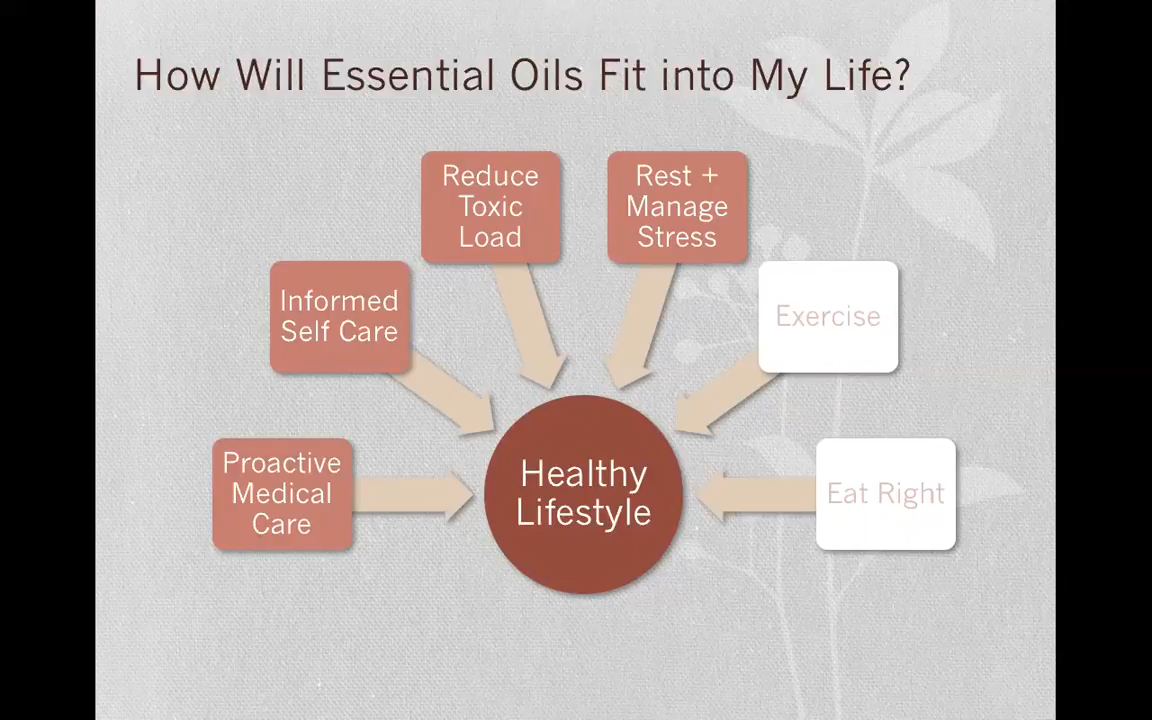 How Will Essential Oils Fit into My Life?
Reduce
Toxic
Load
Rest +
Manage
Stress
Informed
Self Care
Exercise
Proactive
Medical
Care
Healthy
Lifestyle
Eat Right